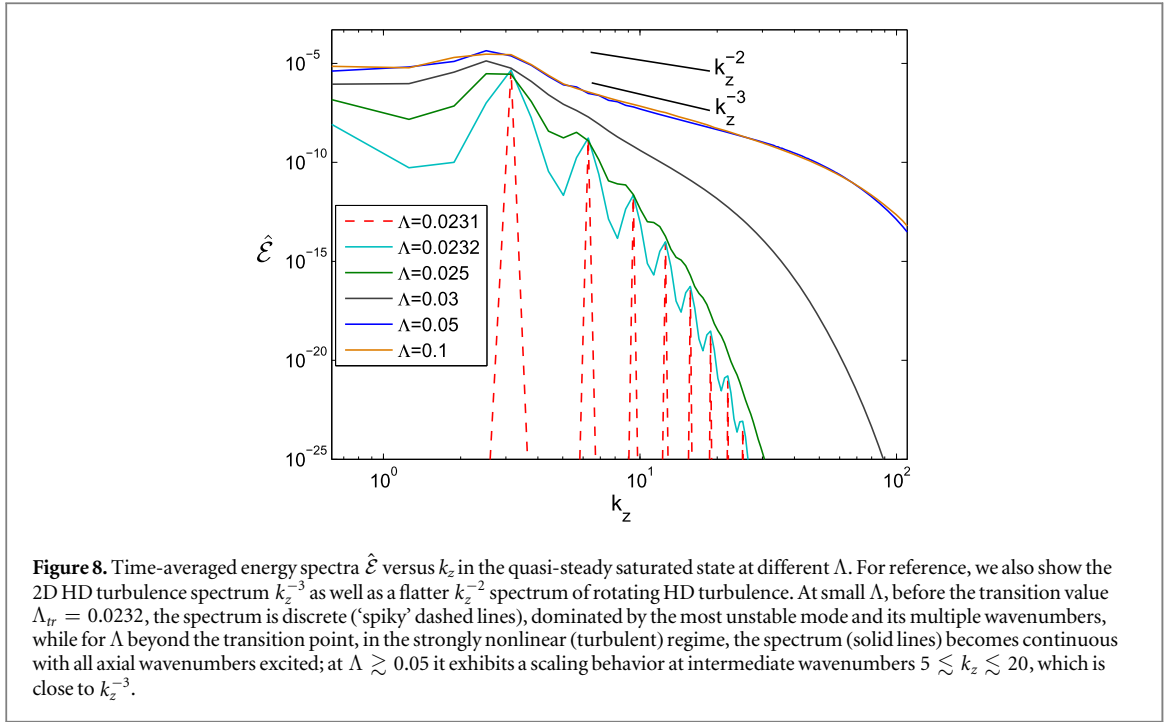 10⁻⁵
10⁻¹⁰
10⁻¹⁵
10⁻²⁰
10⁻²⁵
Ɛ̂
k_z⁻²
k_z⁻³
Λ=0.0231
Λ=0.0232
Λ=0.025
Λ=0.03
Λ=0.05
Λ=0.1
10⁰ 10¹ 10²
k_z
Figure 8. Time-averaged energy spectra Ɛ̂ versus k_z in the quasi-steady saturated state at different Λ. For reference, we also show the
2D HD turbulence spectrum k_z⁻³ as well as a flatter k_z⁻² spectrum of rotating HD turbulence. At small Λ, before the transition value
Λ_tr = 0.0232, the spectrum is discrete (‘spiky’ dashed lines), dominated by the most unstable mode and its multiple wavenumbers,
while for Λ beyond the transition point, in the strongly nonlinear (turbulent) regime, the spectrum (solid lines) becomes continuous
with all axial wavenumbers excited; at Λ ≳ 0.05 it exhibits a scaling behavior at intermediate wavenumbers 5 ≲ k_z ≲ 20, which is
close to k_z⁻³.